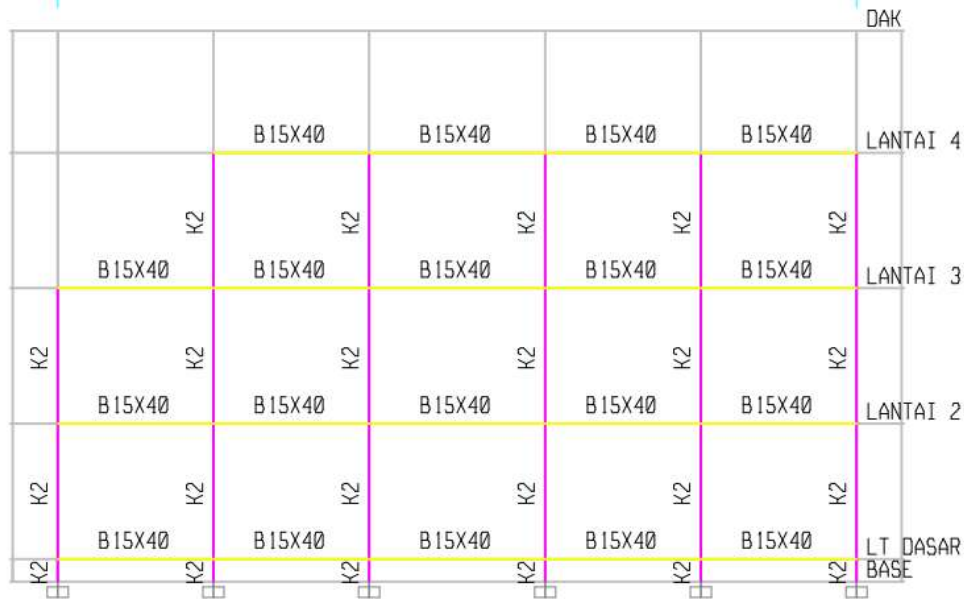 DAK
B15X40 B15X40 B15X40 B15X40
LANTAI 4
K2 K2 K2 K2 K2
B15X40 B15X40 B15X40 B15X40 B15X40
LANTAI 3
K2 K2 K2 K2 K2 K2
B15X40 B15X40 B15X40 B15X40 B15X40
LANTAI 2
K2 K2 K2 K2 K2 K2
B15X40 B15X40 B15X40 B15X40 B15X40
LT DASAR
K2 K2 K2 K2 K2 K2 BASE